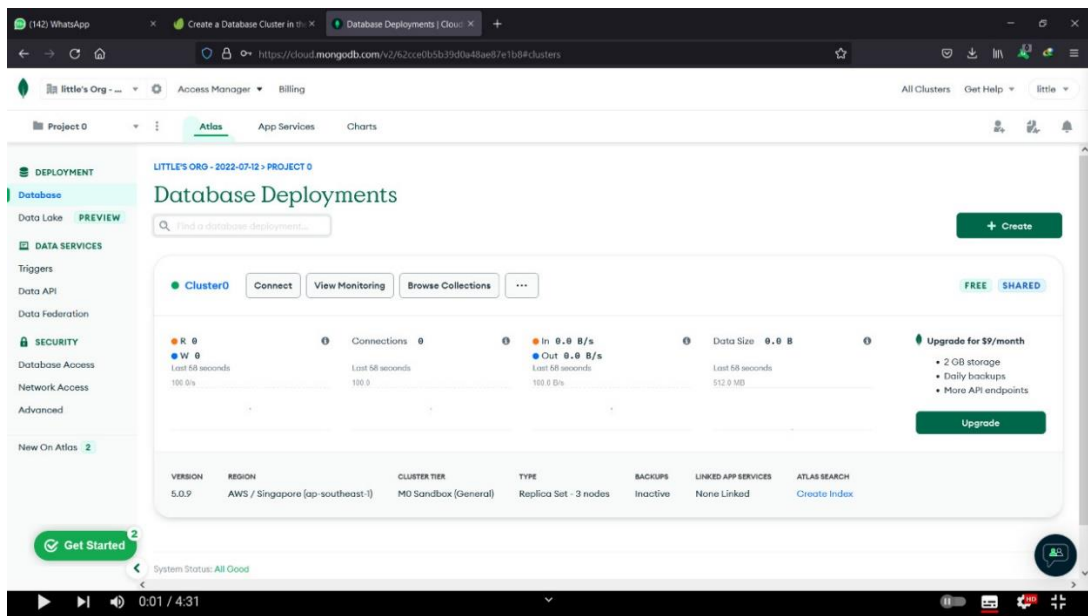 (142) WhatsApp
Create a Database Cluster in the
Database Deployments | Cloud:
https://cloud.mongodb.com/v2/62cce0b5b39d0a48ae87e1b8#clusters
little's Org - ... Access Manager Billing All Clusters Get Help little
Project 0 Atlas App Services Charts
DEPLOYMENT
Database
Data Lake PREVIEW
DATA SERVICES
Triggers
Data API
Data Federation
SECURITY
Database Access
Network Access
Advanced
New On Atlas 2
Get Started 2
LITTLE'S ORG - 2022-07-12 > PROJECT 0
Database Deployments
Find a database deployment...
+ Create
Cluster0 Connect View Monitoring Browse Collections ... FREE SHARED
R 0
W 0
Last 58 seconds
100.0/s
Connections 0
Last 58 seconds
100.0
In 0.0 B/s
Out 0.0 B/s
Last 58 seconds
100.0 B/s
Data Size 0.0 B
Last 58 seconds
512.0 MB
Upgrade for $9/month
• 2 GB storage
• Daily backups
• More API endpoints
Upgrade
VERSION REGION CLUSTER TIER TYPE BACKUPS LINKED APP SERVICES ATLAS SEARCH
5.0.9 AWS / Singapore (ap-southeast-1) M0 Sandbox (General) Replica Set - 3 nodes Inactive None Linked Create Index
System Status: All Good
0:01 / 4:31 HD